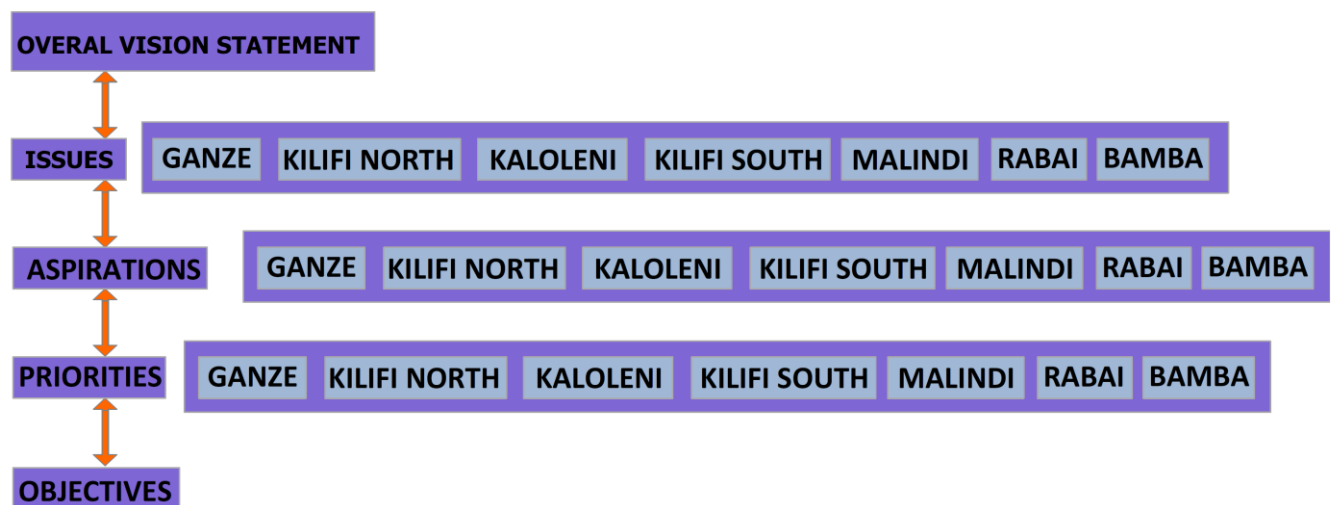 OVERAL VISION STATEMENT
ISSUES GANZE KILIFI NORTH KALOLENI KILIFI SOUTH MALINDI RABAI BAMBA
ASPIRATIONS GANZE KILIFI NORTH KALOLENI KILIFI SOUTH MALINDI RABAI BAMBA
PRIORITIES GANZE KILIFI NORTH KALOLENI KILIFI SOUTH MALINDI RABAI BAMBA
OBJECTIVES